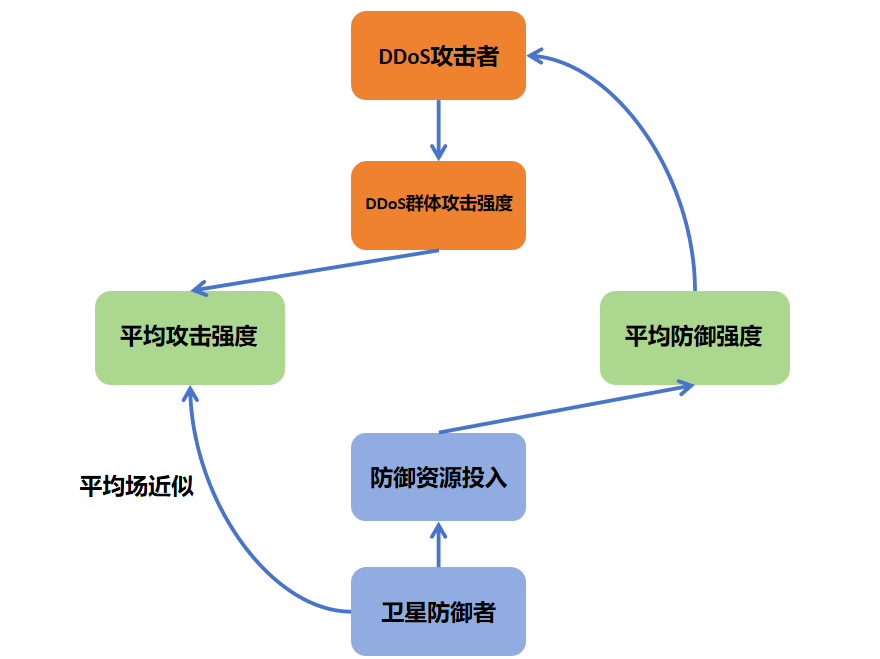 DDoS攻击者
DDoS群体攻击强度
平均攻击强度
平均防御强度
防御资源投入
平均场近似
卫星防御者